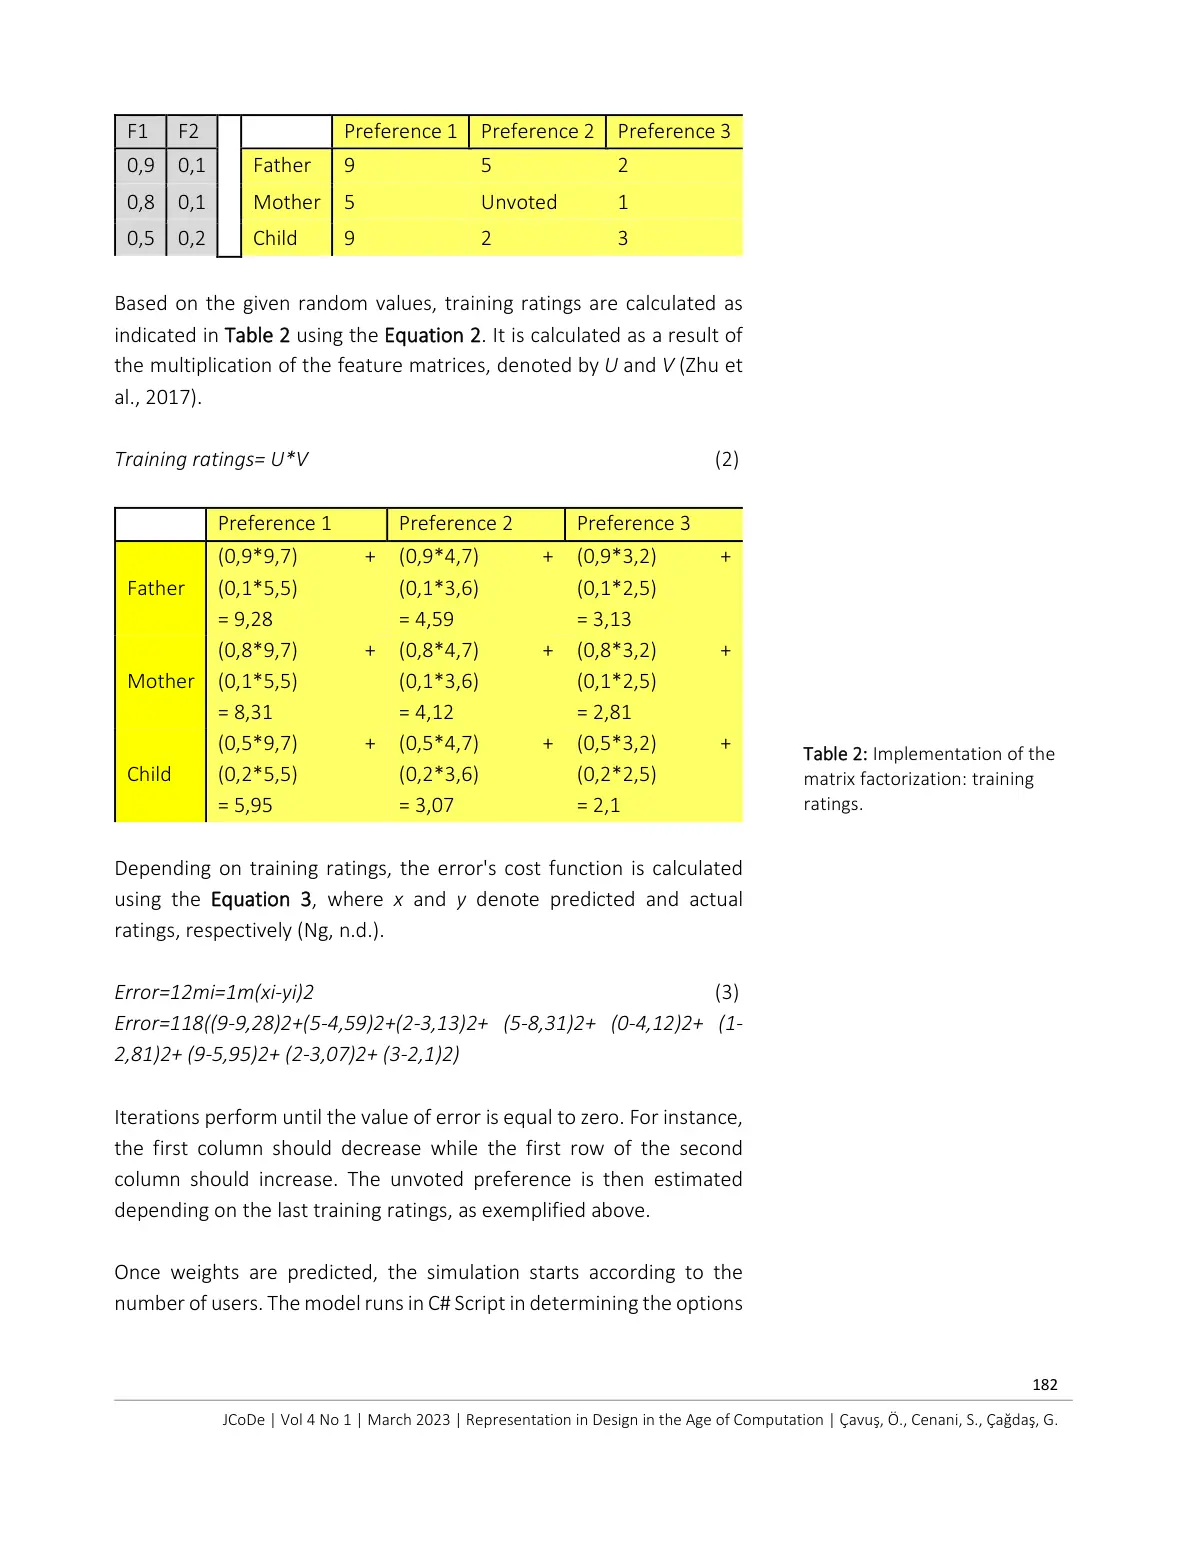 F1 F2 Preference 1 Preference 2 Preference 3
0,9 0,1 Father 9 5 2
0,8 0,1 Mother 5 Unvoted 1
0,5 0,2 Child 9 2 3
Based on the given random values, training ratings are calculated as
indicated in Table 2 using the Equation 2. It is calculated as a result of
the multiplication of the feature matrices, denoted by U and V (Zhu et
al., 2017).
Training ratings= U*V (2)
Preference 1 Preference 2 Preference 3
(0,9*9,7) + (0,9*4,7) + (0,9*3,2) +
Father (0,1*5,5) (0,1*3,6) (0,1*2,5)
= 9,28 = 4,59 = 3,13
(0,8*9,7) + (0,8*4,7) + (0,8*3,2) +
Mother (0,1*5,5) (0,1*3,6) (0,1*2,5)
= 8,31 = 4,12 = 2,81
(0,5*9,7) + (0,5*4,7) + (0,5*3,2) +
Child (0,2*5,5) (0,2*3,6) (0,2*2,5)
= 5,95 = 3,07 = 2,1
Table 2: Implementation of the
matrix factorization: training
ratings.
Depending on training ratings, the error's cost function is calculated
using the Equation 3, where x and y denote predicted and actual
ratings, respectively (Ng, n.d.).
Error=12mi=1m(xi-yi)2 (3)
Error=118((9-9,28)2+(5-4,59)2+(2-3,13)2+ (5-8,31)2+ (0-4,12)2+ (1-
2,81)2+ (9-5,95)2+ (2-3,07)2+ (3-2,1)2)
Iterations perform until the value of error is equal to zero. For instance,
the first column should decrease while the first row of the second
column should increase. The unvoted preference is then estimated
depending on the last training ratings, as exemplified above.
Once weights are predicted, the simulation starts according to the
number of users. The model runs in C# Script in determining the options
182
JCoDe | Vol 4 No 1 | March 2023 | Representation in Design in the Age of Computation | Çavuş, Ö., Cenani, S., Çağdaş, G.